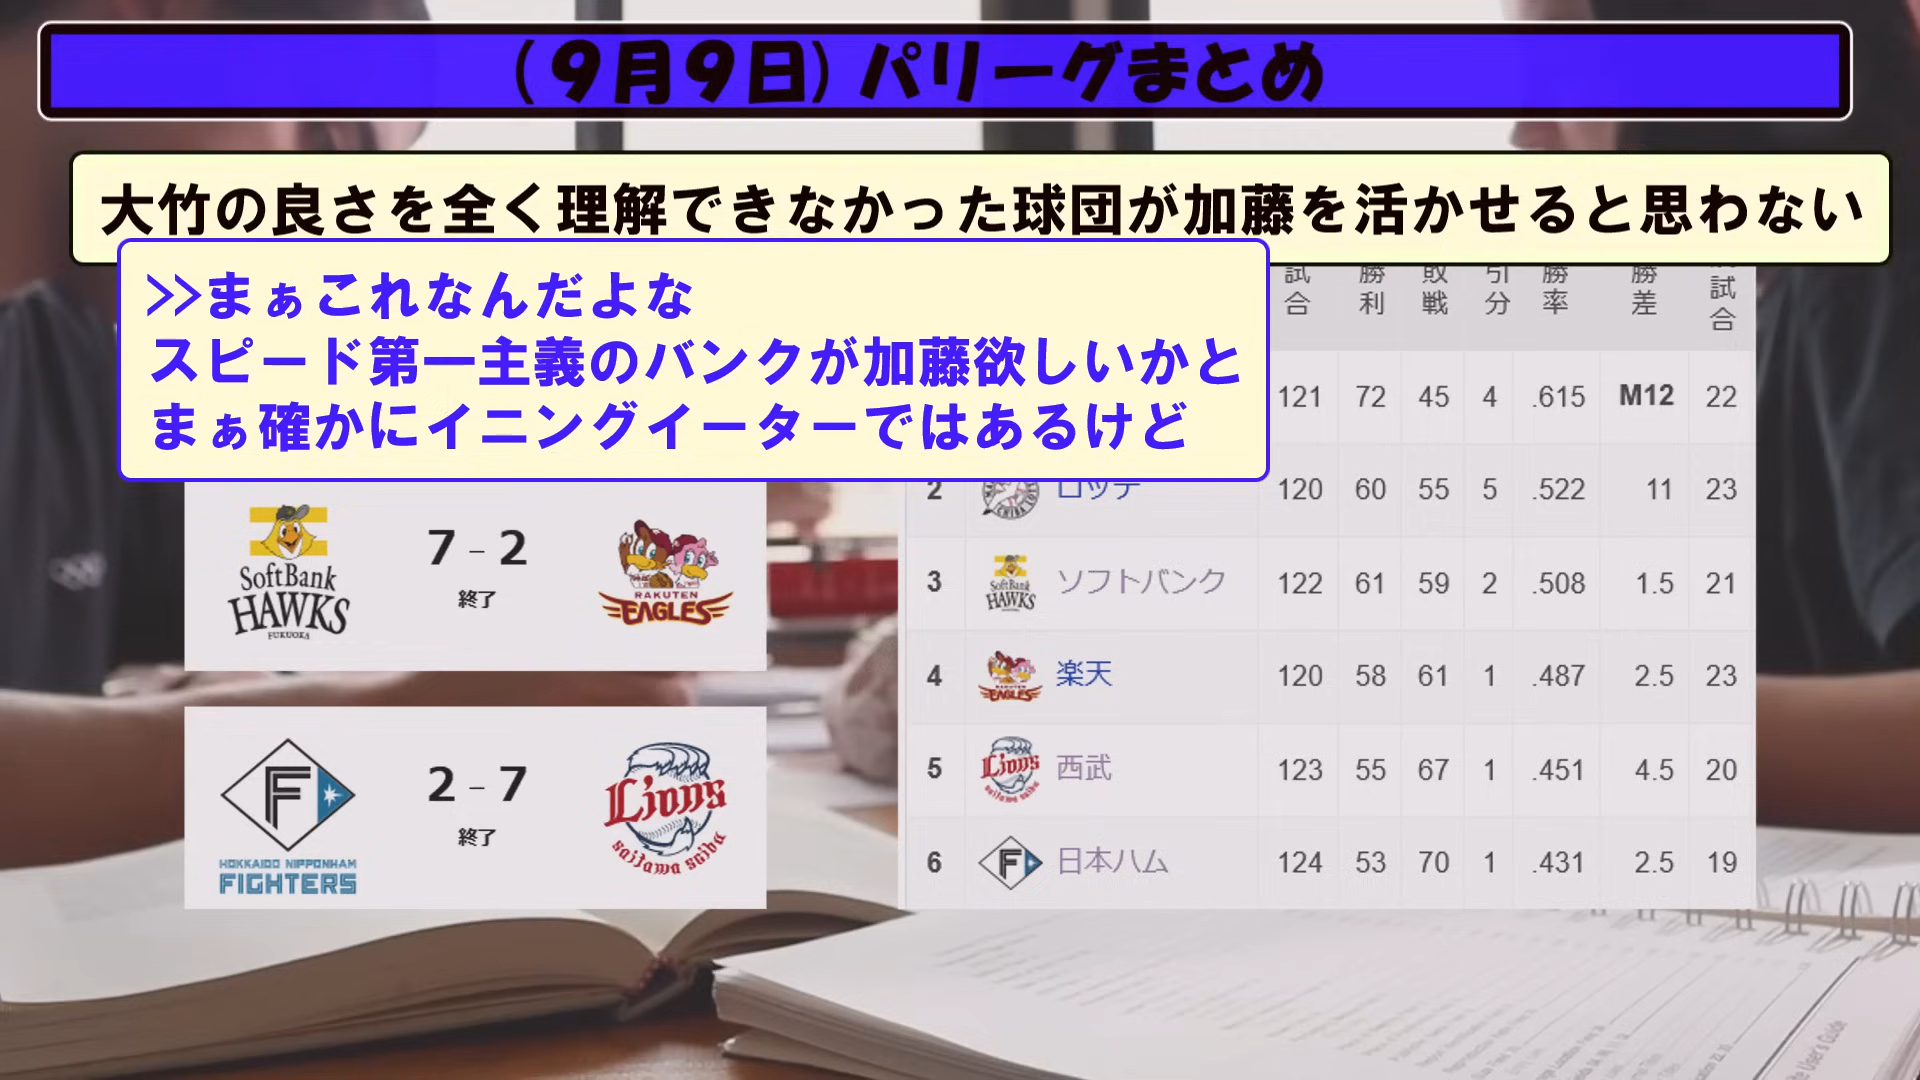 (９月９日) パリーグまとめ
大竹の良さを全く理解できなかった球団が加藤を活かせると思わない
>>まぁこれなんだよな
スピード第一主義のバンクが加藤欲しいかと
まぁ確かにイニングイーターではあるけど
試合 勝利 敗戦 引分 勝率 勝差 試合
121 72 45 4 .615 M12 22
2 ロッテ 120 60 55 5 .522 11 23
3 ソフトバンク 122 61 59 2 .508 1.5 21
4 楽天 120 58 61 1 .487 2.5 23
5 西武 123 55 67 1 .451 4.5 20
6 日本ハム 124 53 70 1 .431 2.5 19
7 - 2
終了
SoftBank
HAWKS
FUKUOKA
RAKUTEN
EAGLES
2 - 7
終了
F
HOKKAIDO NIPPONHAM
FIGHTERS
Lions
saitama seibu